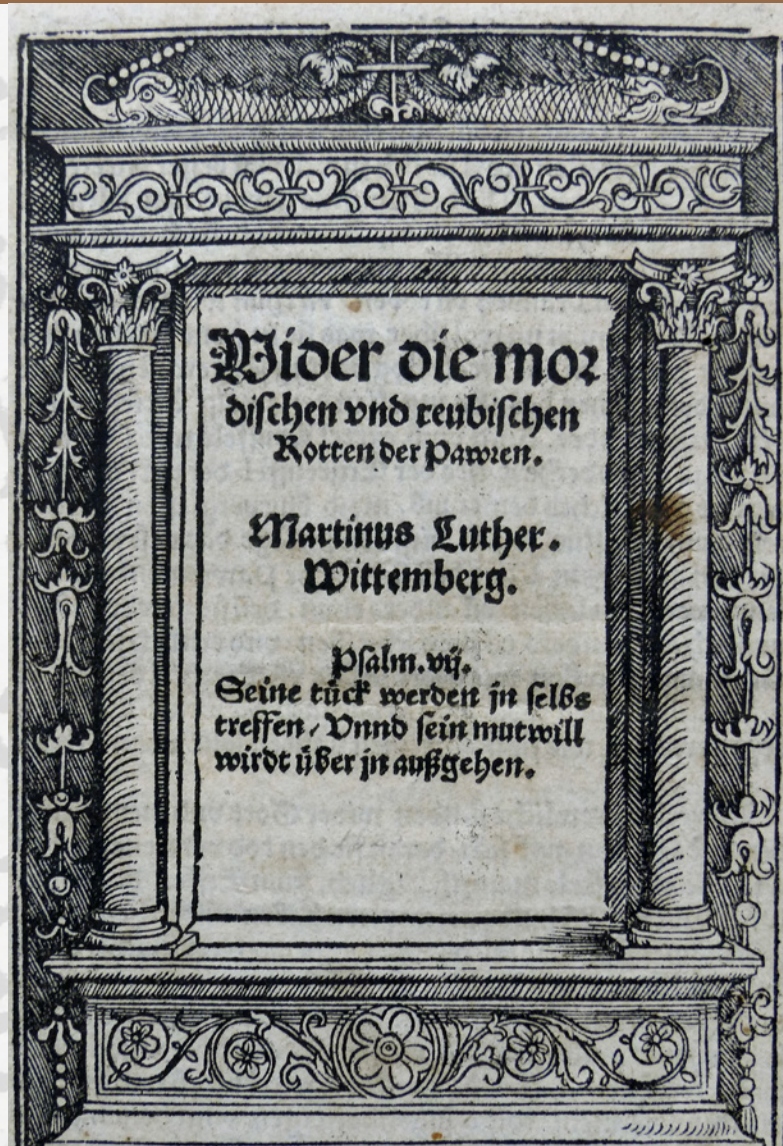 Wider die mor
dischen vnd reubischen
Rotten der Pawren.
Martinus Luther.
Wittemberg.
Psalm.vij.
Seine tück werden jn selbs
treffen/ Vnnd sein mutwill
wirdt über jn außgehen.